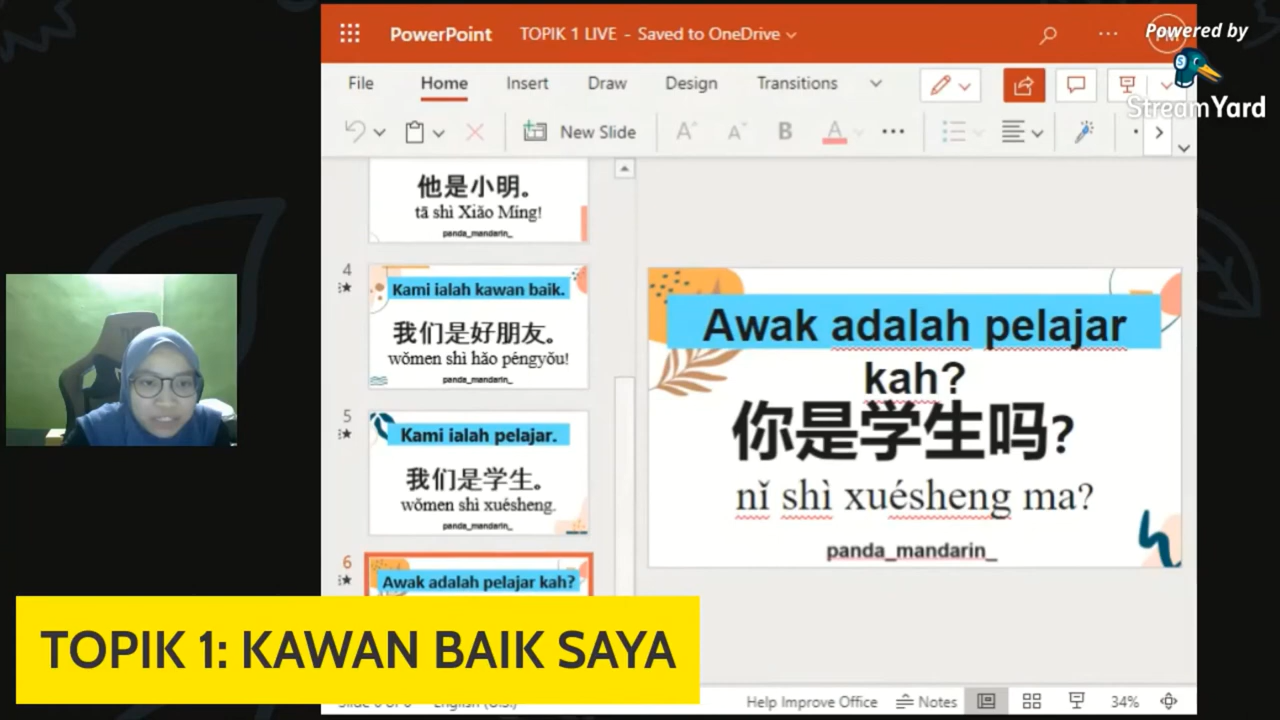 PowerPoint
TOPIK 1 LIVE - Saved to OneDrive
Powered by
StreamYard
File
Home
Insert
Draw
Design
Transitions
New Slide
A
A
B
A
他是小明。
tā shì Xiǎo Míng!
panda_mandarin_
4
Kami ialah kawan baik.
我们是好朋友。
wǒmen shì hǎo péngyǒu!
panda_mandarin_
5
Kami ialah pelajar.
我们是学生。
wǒmen shì xuésheng.
panda_mandarin_
6
Awak adalah pelajar kah?
Awak adalah pelajar
kah?
你是学生吗?
nǐ shì xuésheng ma?
panda_mandarin_
TOPIK 1: KAWAN BAIK SAYA
Help Improve Office
Notes
34%